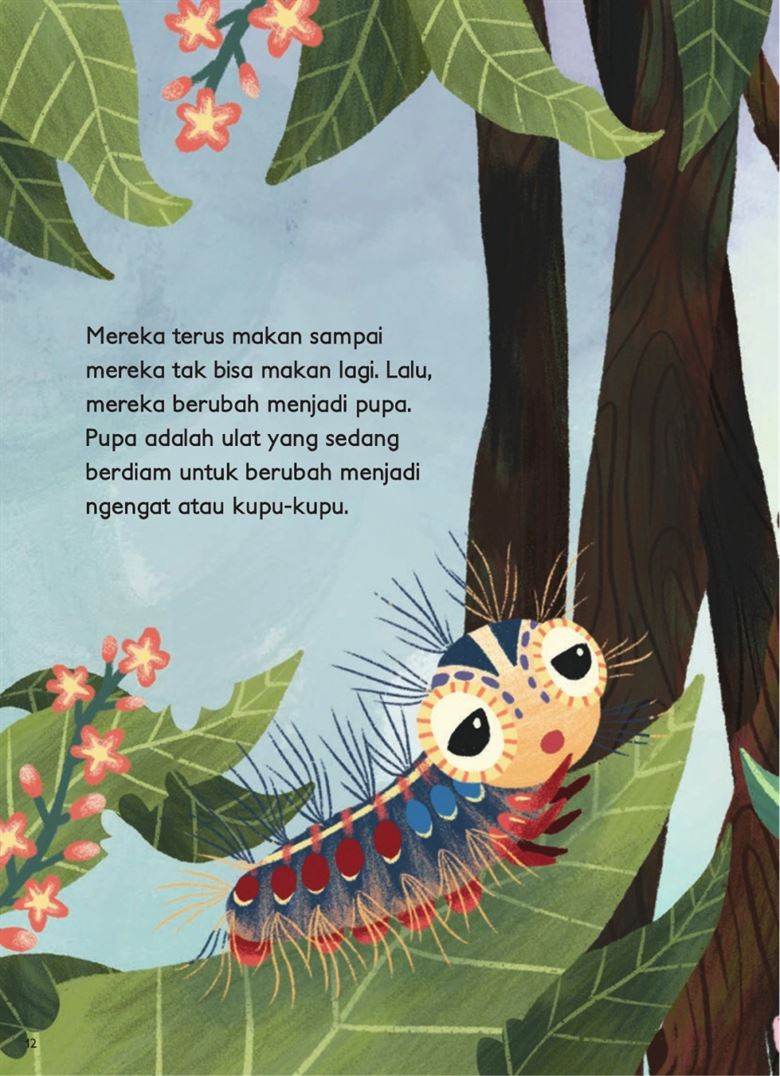 Mereka terus makan sampai
mereka tak bisa makan lagi. Lalu,
mereka berubah menjadi pupa.
Pupa adalah ulat yang sedang
berdiam untuk berubah menjadi
ngengat atau kupu-kupu.
12